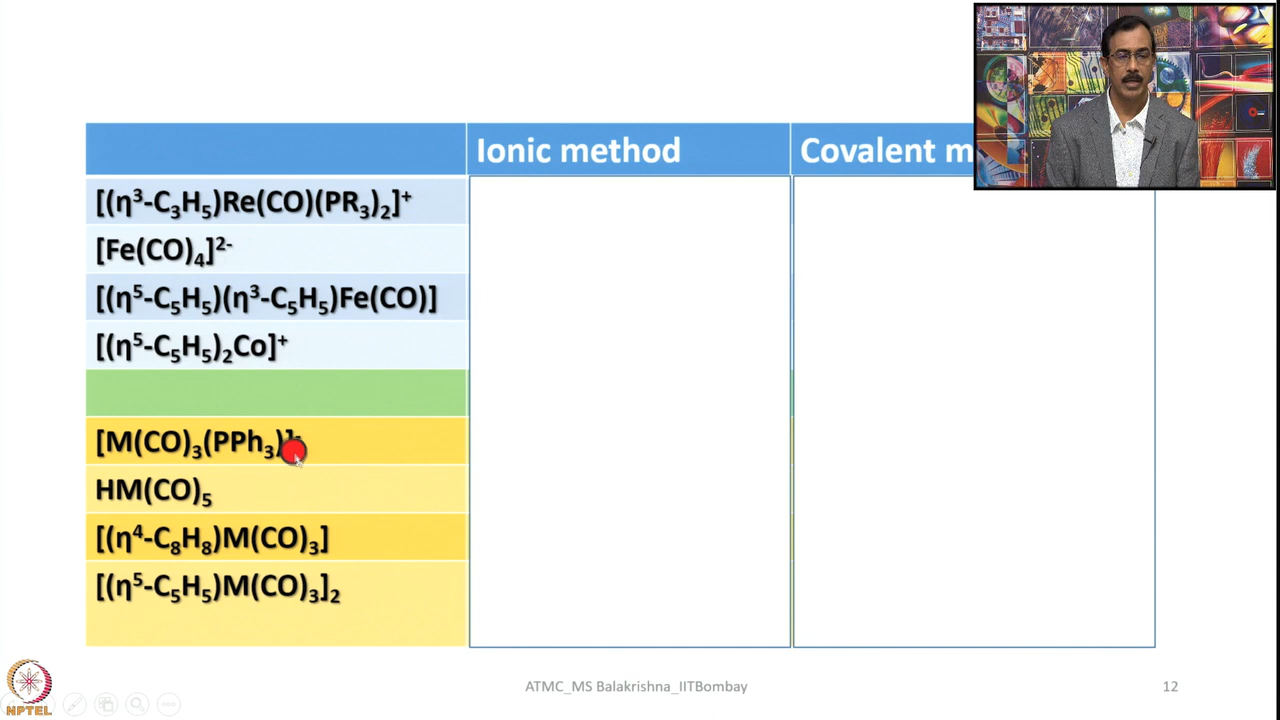 Ionic method
Covalent m
[(η³-C₃H₅)Re(CO)(PR₃)₂]⁺
[Fe(CO)₄]²⁻
[(η⁵-C₅H₅)(η³-C₅H₅)Fe(CO)]
[(η⁵-C₅H₅)₂Co]⁺
[M(CO)₃(PPh₃)]⁻
HM(CO)₅
[(η⁴-C₈H₈)M(CO)₃]
[(η⁵-C₅H₅)M(CO)₃]₂
NPTEL
ATMC_MS Balakrishna_IITBombay
12